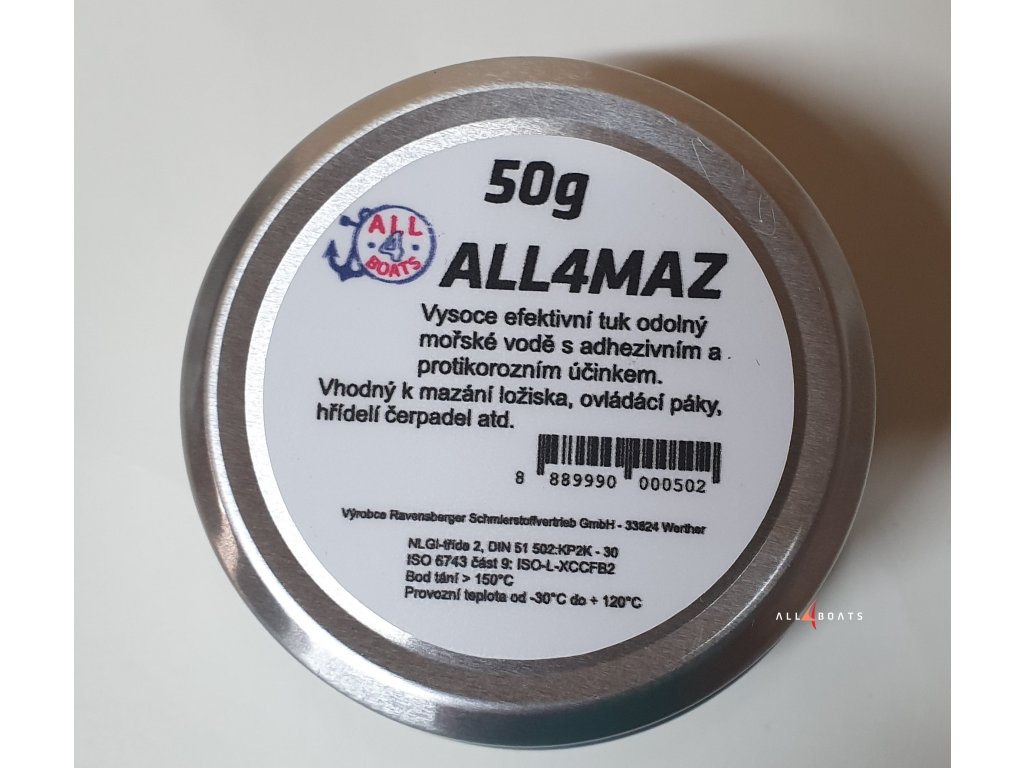 50g
ALL
4
BOATS
ALL4MAZ
Vysoce efektivní tuk odolný
mořské vodě s adhezivním a
protikorozním účinkem.
Vhodný k mazání ložiska, ovládácí páky,
hřídelí čerpadel atd.
8 889990 000502
Výrobce Ravensberger Schmierstoffvertrieb GmbH - 33824 Werther
NLGI-třída 2, DIN 51 502:KP2K - 30
ISO 6743 část 9: ISO-L-XCCFB2
Bod tání > 150°C
Provozní teplota od -30°C do + 120°C
ALL4BOATS